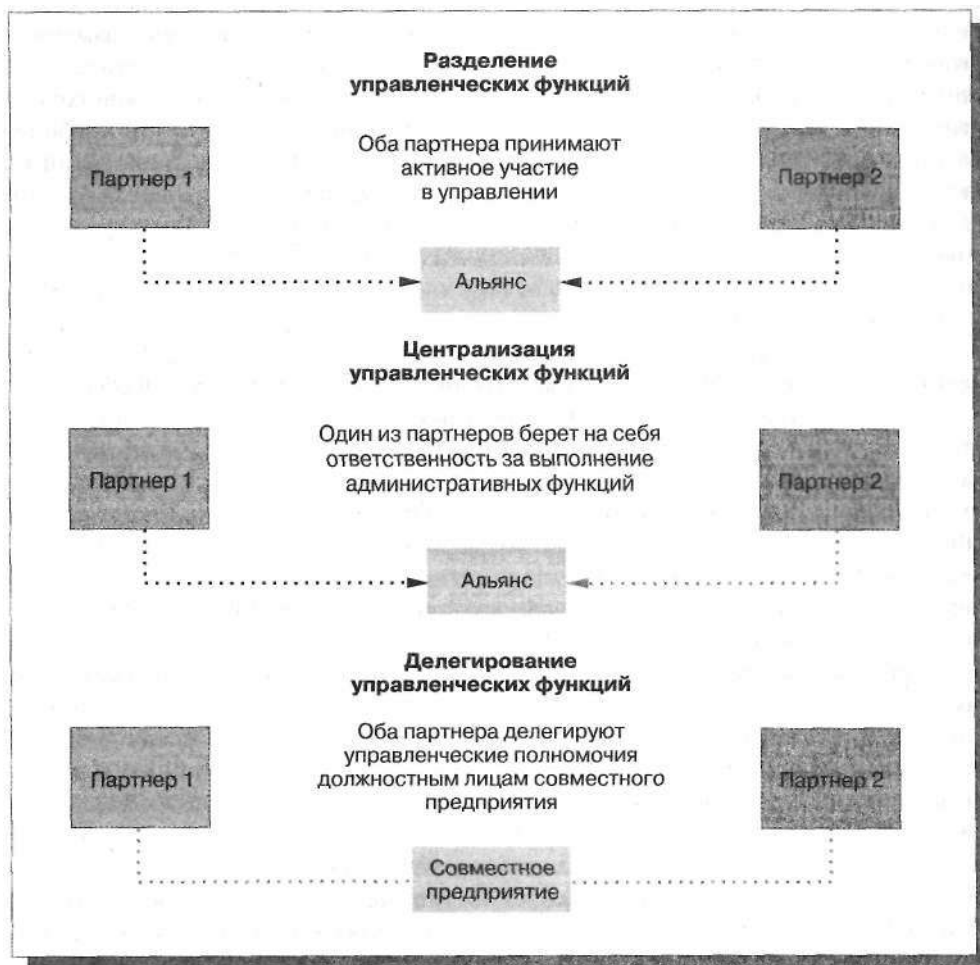 Разделение
управленческих функций
Партнер 1
Оба партнера принимают
активное участие
в управлении
Партнер 2
Альянс
Централизация
управленческих функций
Партнер 1
Один из партнеров берет на себя
ответственность за выполнение
административных функций
Партнер 2
Альянс
Делегирование
управленческих функций
Партнер 1
Оба партнера делегируют
управленческие полномочия
должностным лицам совместного
предприятия
Партнер 2
Совместное
предприятие